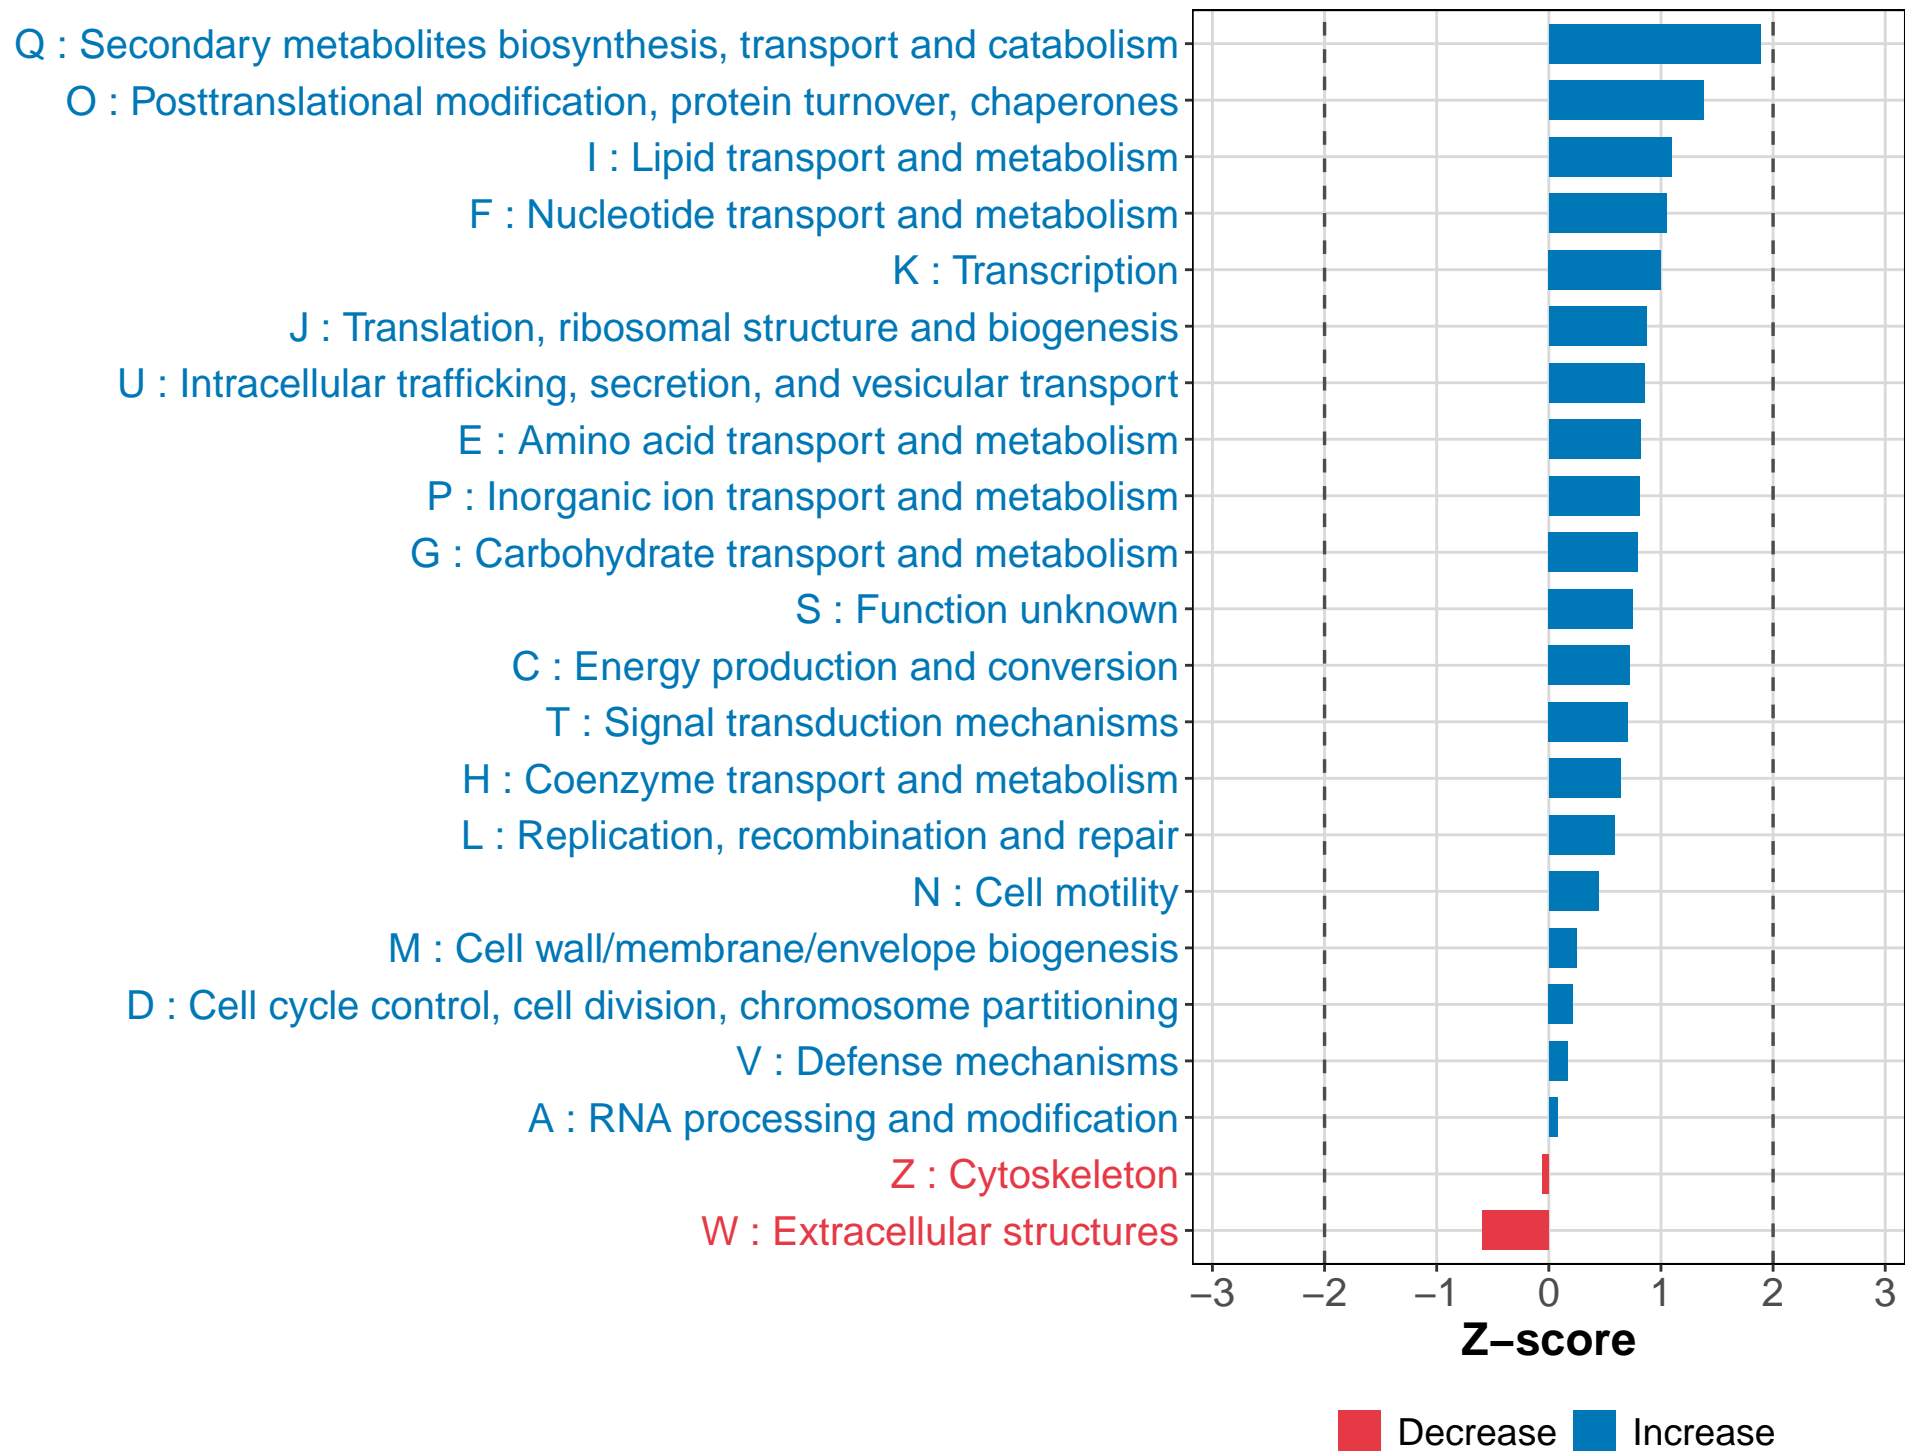 Q : Secondary metabolites biosynthesis, transport and catabolism
O : Posttranslational modification, protein turnover, chaperones
I : Lipid transport and metabolism
F : Nucleotide transport and metabolism
K : Transcription
J : Translation, ribosomal structure and biogenesis
U : Intracellular trafficking, secretion, and vesicular transport
E : Amino acid transport and metabolism
P : Inorganic ion transport and metabolism
G : Carbohydrate transport and metabolism
S : Function unknown
C : Energy production and conversion
T : Signal transduction mechanisms
H : Coenzyme transport and metabolism
L : Replication, recombination and repair
N : Cell motility
M : Cell wall/membrane/envelope biogenesis
D : Cell cycle control, cell division, chromosome partitioning
V : Defense mechanisms
A : RNA processing and modification
Z : Cytoskeleton
W : Extracellular structures
−3 −2 −1 0 1 2 3
Z−score
Decrease Increase